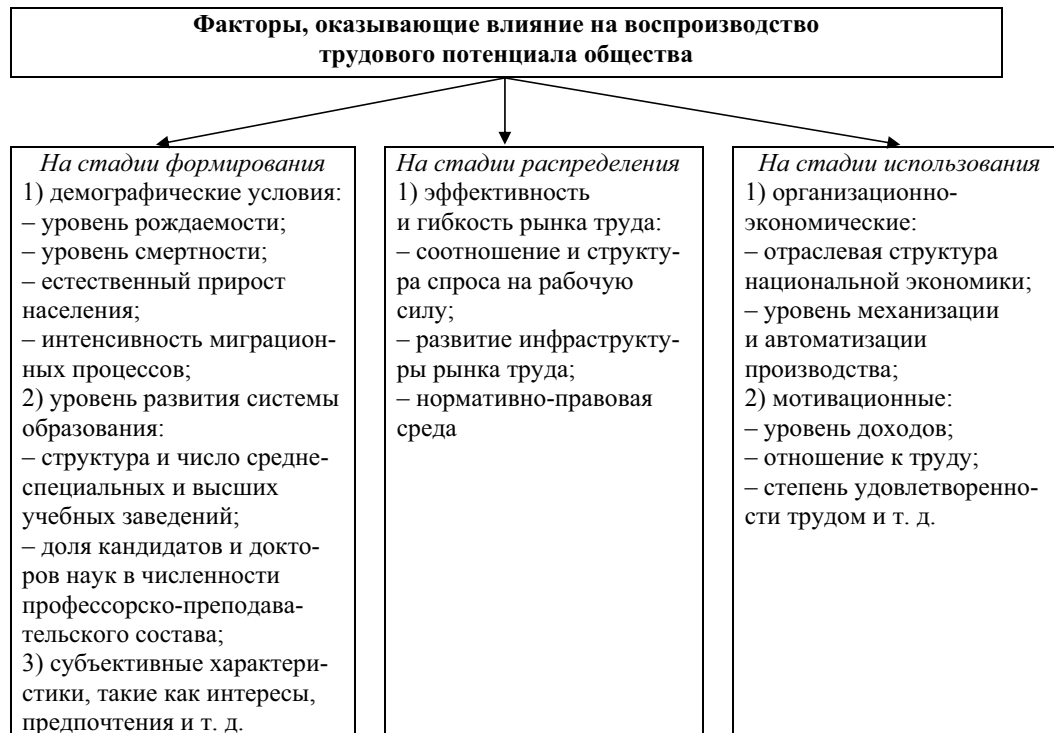 Факторы, оказывающие влияние на воспроизводство
трудового потенциала общества
На стадии формирования
1) демографические условия:
– уровень рождаемости;
– уровень смертности;
– естественный прирост
населения;
– интенсивность миграцион-
ных процессов;
2) уровень развития системы
образования:
– структура и число средне-
специальных и высших
учебных заведений;
– доля кандидатов и докто-
ров наук в численности
профессорско-преподава-
тельского состава;
3) субъективные характери-
стики, такие как интересы,
предпочтения и т. д.
На стадии распределения
1) эффективность
и гибкость рынка труда:
– соотношение и структу-
ра спроса на рабочую
силу;
– развитие инфраструкту-
ры рынка труда;
– нормативно-правовая
среда
На стадии использования
1) организационно-
экономические:
– отраслевая структура
национальной экономики;
– уровень механизации
и автоматизации
производства;
2) мотивационные:
– уровень доходов;
– отношение к труду;
– степень удовлетворенно-
сти трудом и т. д.